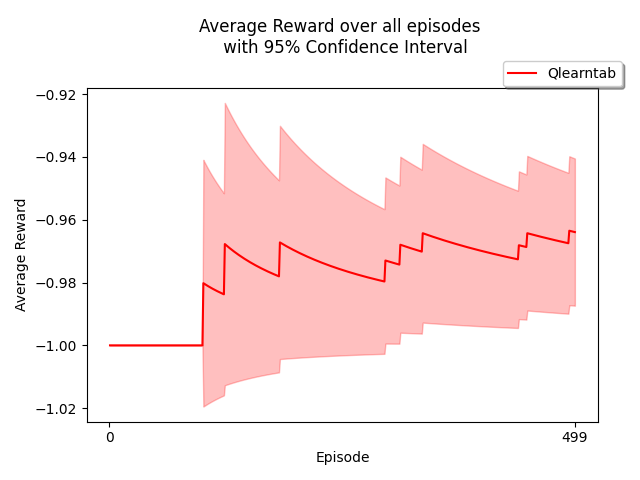 Average Reward over all episodes
with 95% Confidence Interval
Qlearntab
−0.92
−0.94
−0.96
−0.98
−1.00
−1.02
Average Reward
0
499
Episode